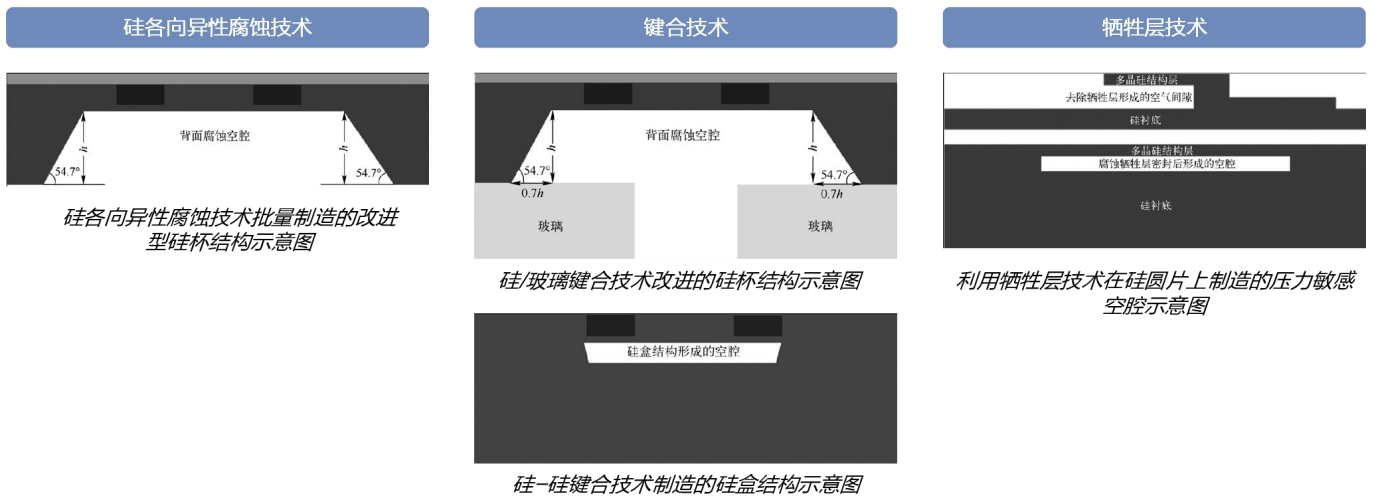 硅各向异性腐蚀技术
背面腐蚀空腔
h
h
54.7°
54.7°
硅各向异性腐蚀技术批量制造的改进
型硅杯结构示意图
键合技术
背面腐蚀空腔
h
h
54.7°
54.7°
0.7h
0.7h
玻璃
玻璃
硅/玻璃键合技术改进的硅杯结构示意图
硅盒结构形成的空腔
硅-硅键合技术制造的硅盒结构示意图
牺牲层技术
多晶硅结构层
去除牺牲层形成的空气间隙
硅衬底
多晶硅结构层
腐蚀牺牲层密封后形成的空腔
硅衬底
利用牺牲层技术在硅圆片上制造的压力敏感
空腔示意图